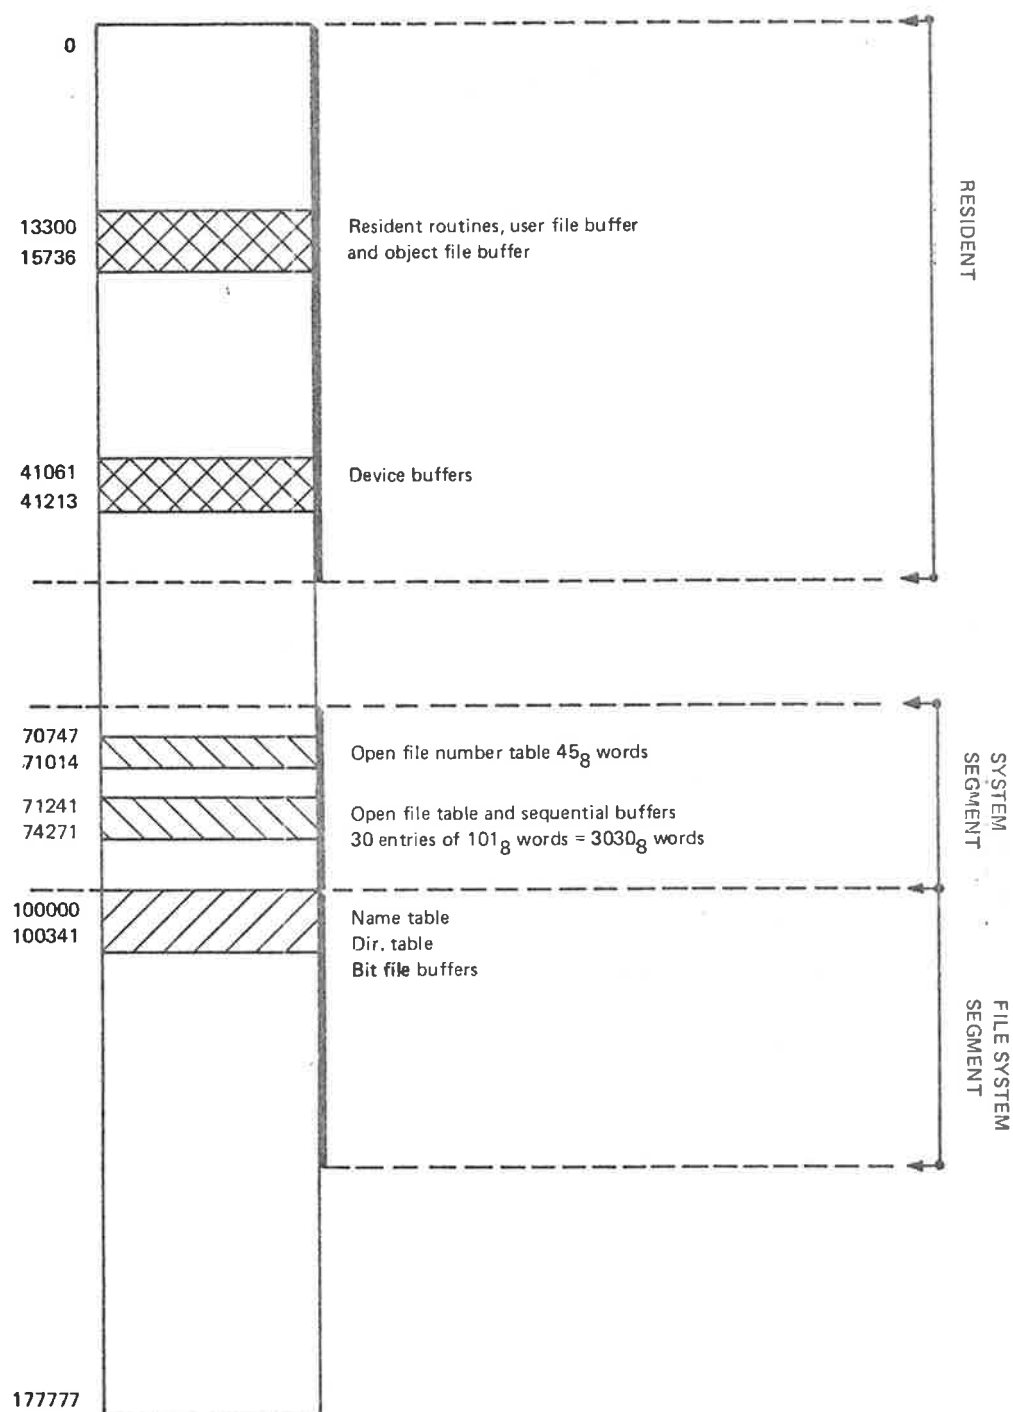 0
13300
15736
Resident routines, user file buffer
and object file buffer
RESIDENT
41061
41213
Device buffers
70747
71014
Open file number table 45₈ words
71241
74271
Open file table and sequential buffers
30 entries of 101₈ words = 3030₈ words
SYSTEM
SEGMENT
100000
100341
Name table
Dir. table
Bit file buffers
FILE SYSTEM
SEGMENT
177777